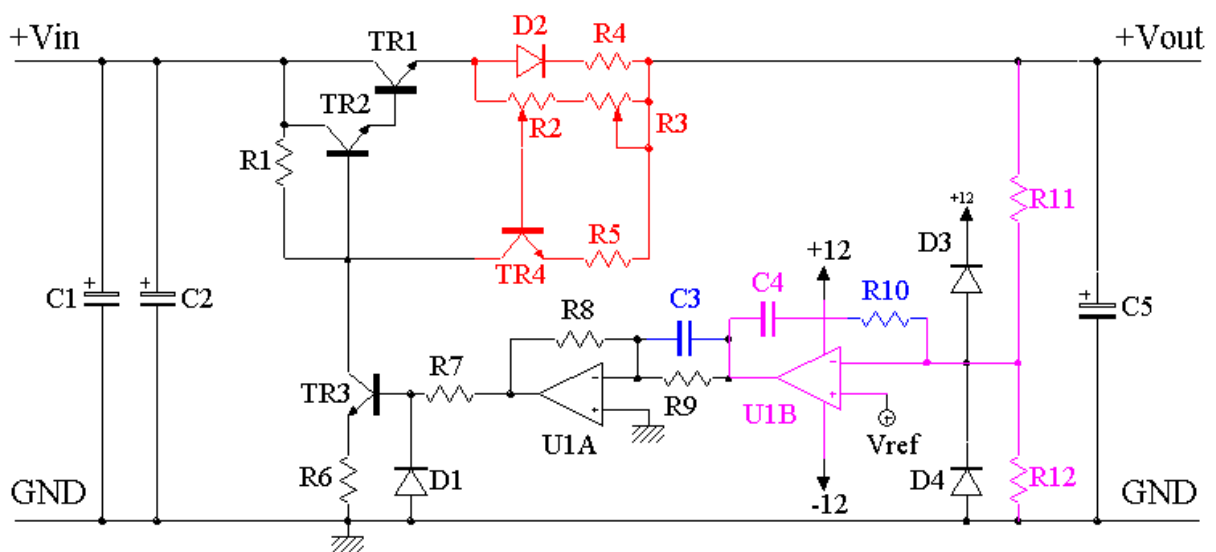 +Vin
TR1
D2
R4
+Vout
TR2
R2
R3
R1
R11
+12
TR4
R5
D3
+12
C1
+
C2
+
C3
C4
R10
C5
+
R8
TR3
R7
R9
-
+
U1A
-
+
U1B
Vref
R6
D1
-12
D4
R12
GND
GND